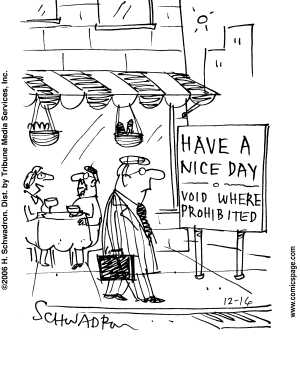 HAVE A
NICE DAY
VOID WHERE
PROHIBITED
12-16
SCHWADRON
©2006 H. Schwadron. Dist. by Tribune Media Services, Inc.
www.comicspage.com